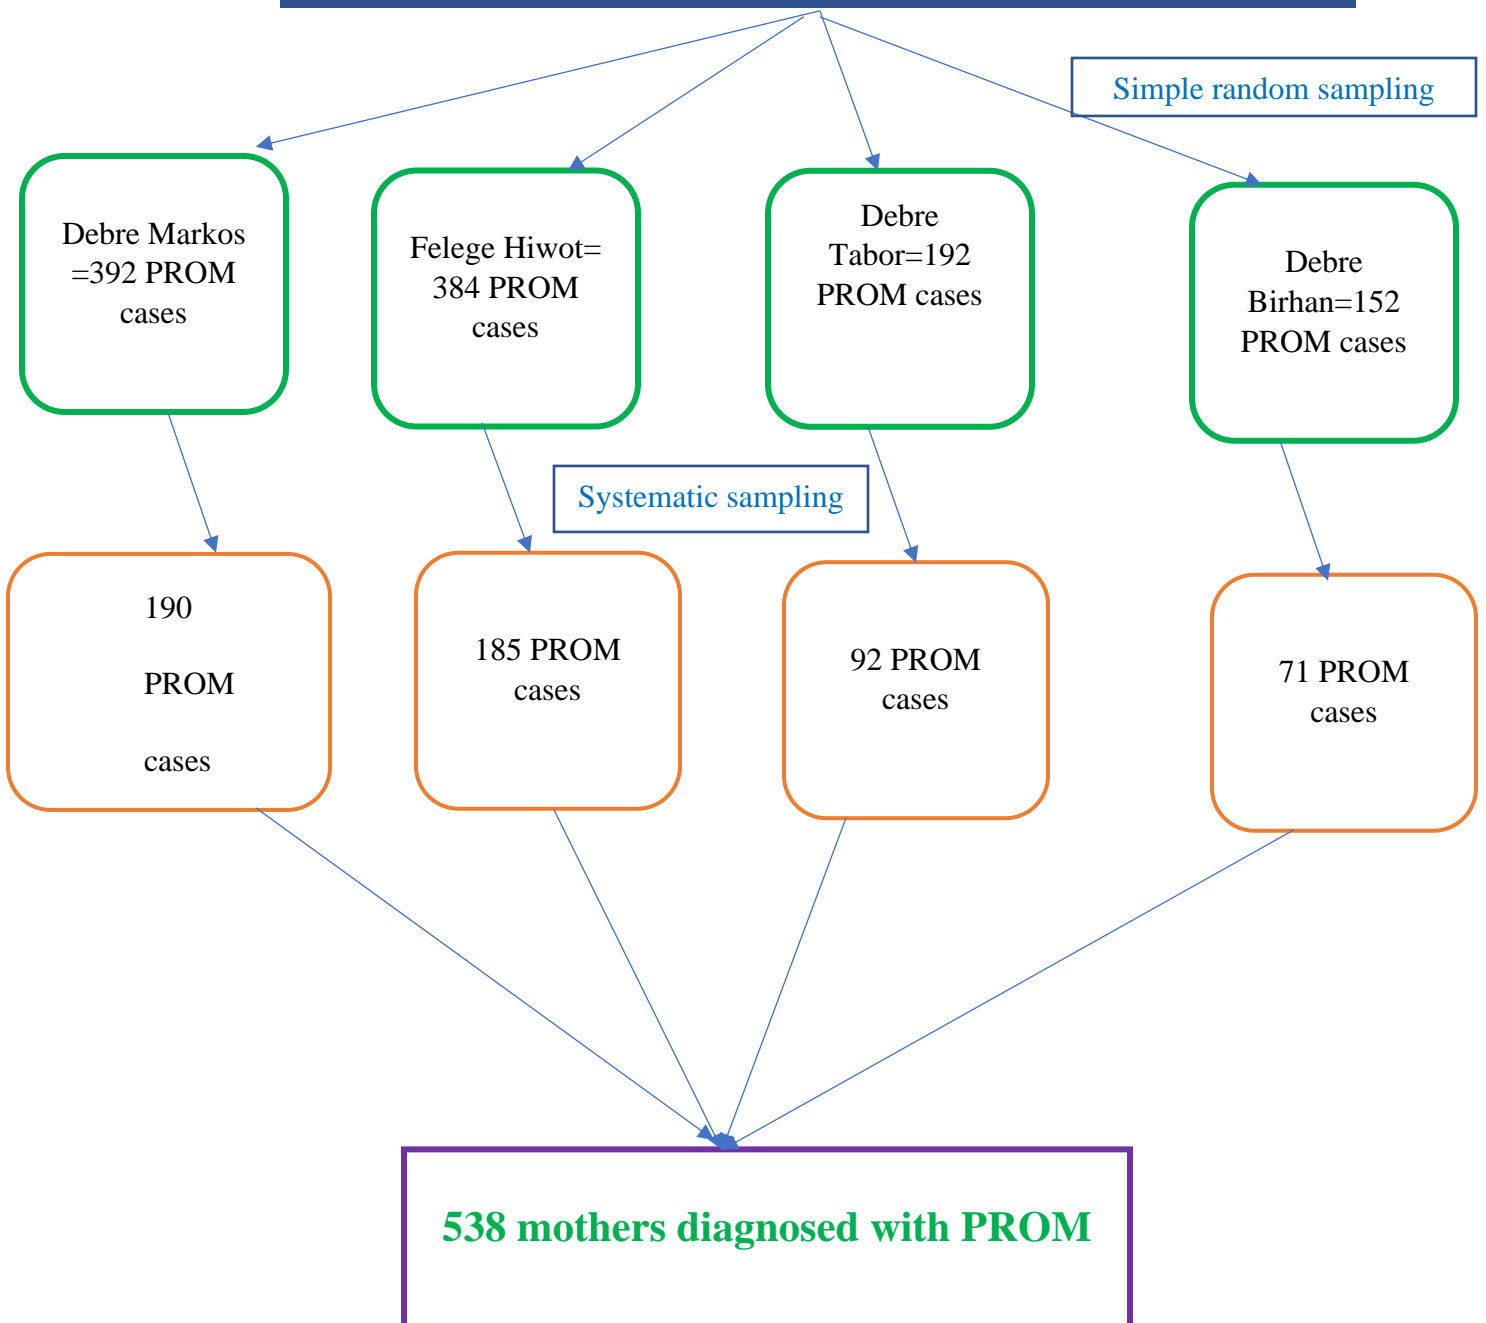 Simple random sampling
Debre Markos
=392 PROM
cases
Felege Hiwot=
384 PROM
cases
Debre
Tabor=192
PROM cases
Debre
Birhan=152
PROM cases
Systematic sampling
190
PROM
cases
185 PROM
cases
92 PROM
cases
71 PROM
cases
538 mothers diagnosed with PROM